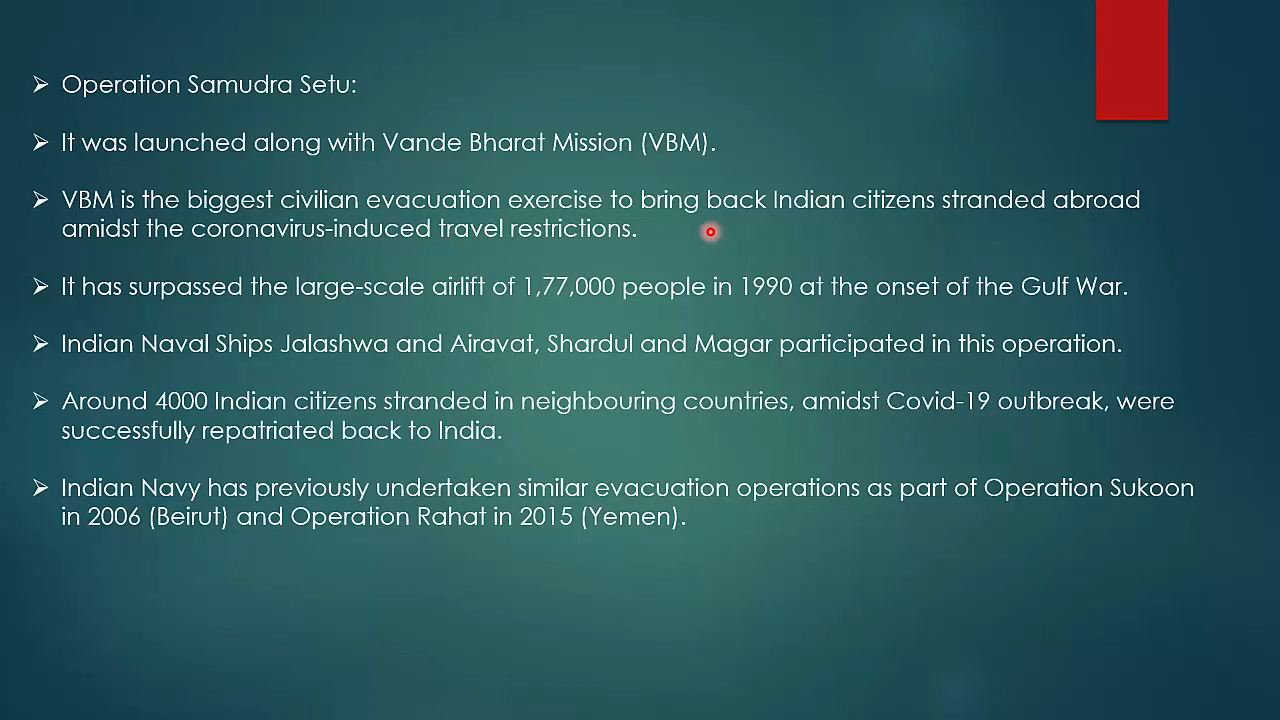 Operation Samudra Setu:
It was launched along with Vande Bharat Mission (VBM).
VBM is the biggest civilian evacuation exercise to bring back Indian citizens stranded abroad
amidst the coronavirus-induced travel restrictions.
It has surpassed the large-scale airlift of 1,77,000 people in 1990 at the onset of the Gulf War.
Indian Naval Ships Jalashwa and Airavat, Shardul and Magar participated in this operation.
Around 4000 Indian citizens stranded in neighbouring countries, amidst Covid-19 outbreak, were
successfully repatriated back to India.
Indian Navy has previously undertaken similar evacuation operations as part of Operation Sukoon
in 2006 (Beirut) and Operation Rahat in 2015 (Yemen).